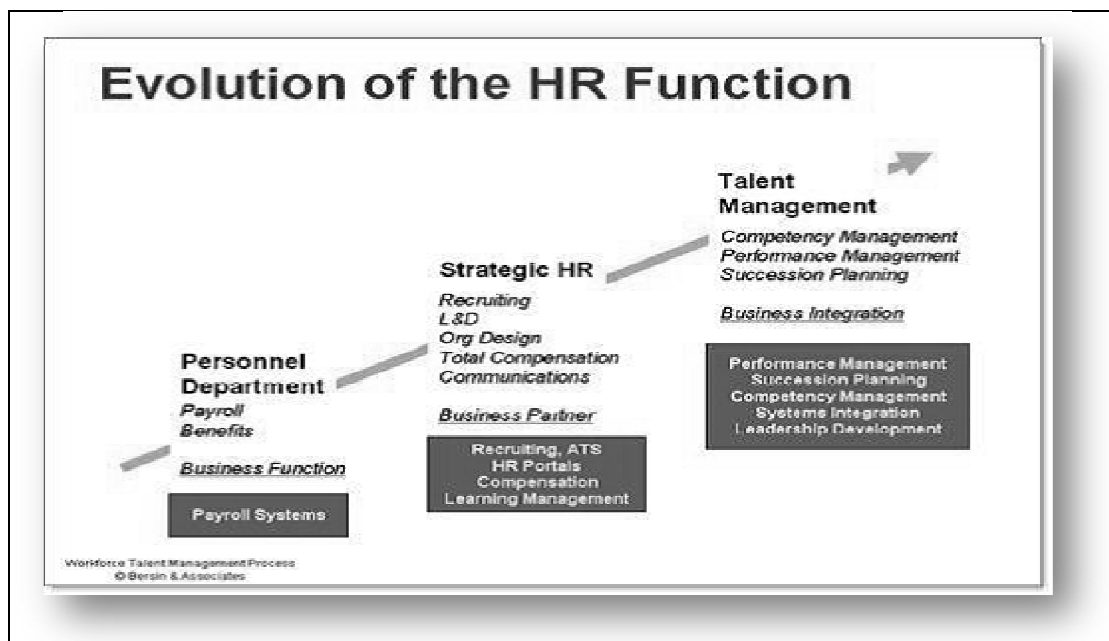 Evolution of the HR Function
Personnel
Department
Payroll
Benefits
Business Function
Payroll Systems
Strategic HR
Recruiting
L&D
Org Design
Total Compensation
Communications
Business Partner
Recruiting, ATS
HR Portals
Compensation
Learning Management
Talent
Management
Competency Management
Performance Management
Succession Planning
Business Integration
Performance Management
Succession Planning
Competency Management
Systems Integration
Leadership Development
Workforce Talent Management Process
© Bersin & Associates